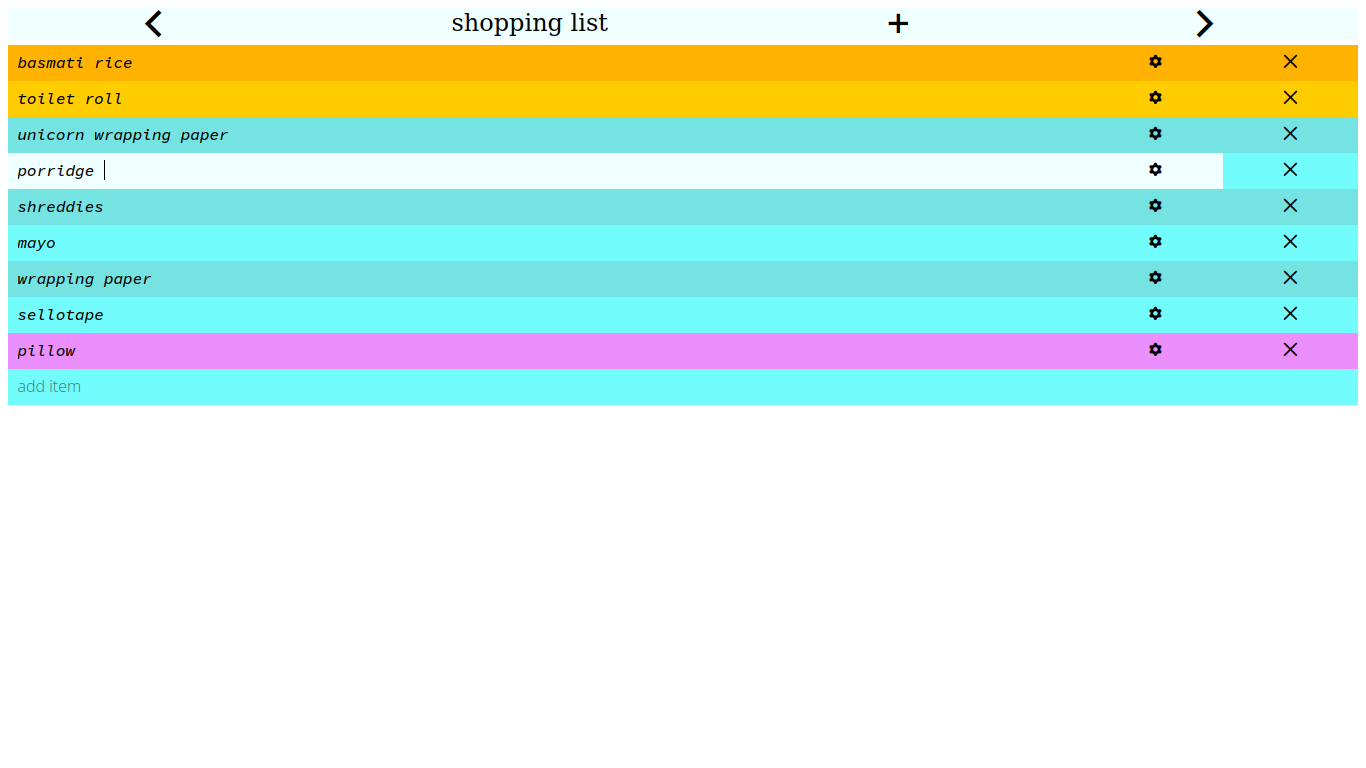 shopping list
basmati rice
toilet roll
unicorn wrapping paper
porridge
shreddies
mayo
wrapping paper
sellotape
pillow
add item